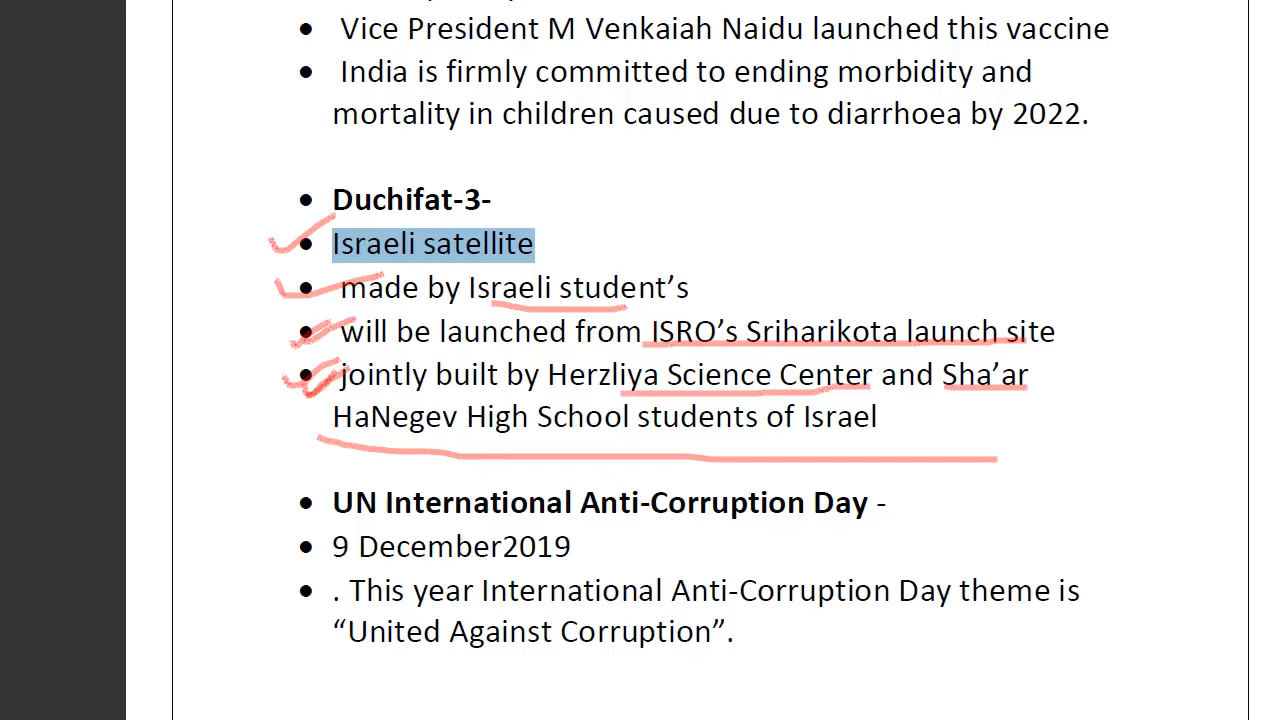 • Vice President M Venkaiah Naidu launched this vaccine
• India is firmly committed to ending morbidity and
mortality in children caused due to diarrhoea by 2022.
• Duchifat-3-
• Israeli satellite
• made by Israeli student’s
• will be launched from ISRO’s Sriharikota launch site
• jointly built by Herzliya Science Center and Sha’ar
HaNegev High School students of Israel
• UN International Anti-Corruption Day -
• 9 December2019
• . This year International Anti-Corruption Day theme is
“United Against Corruption”.